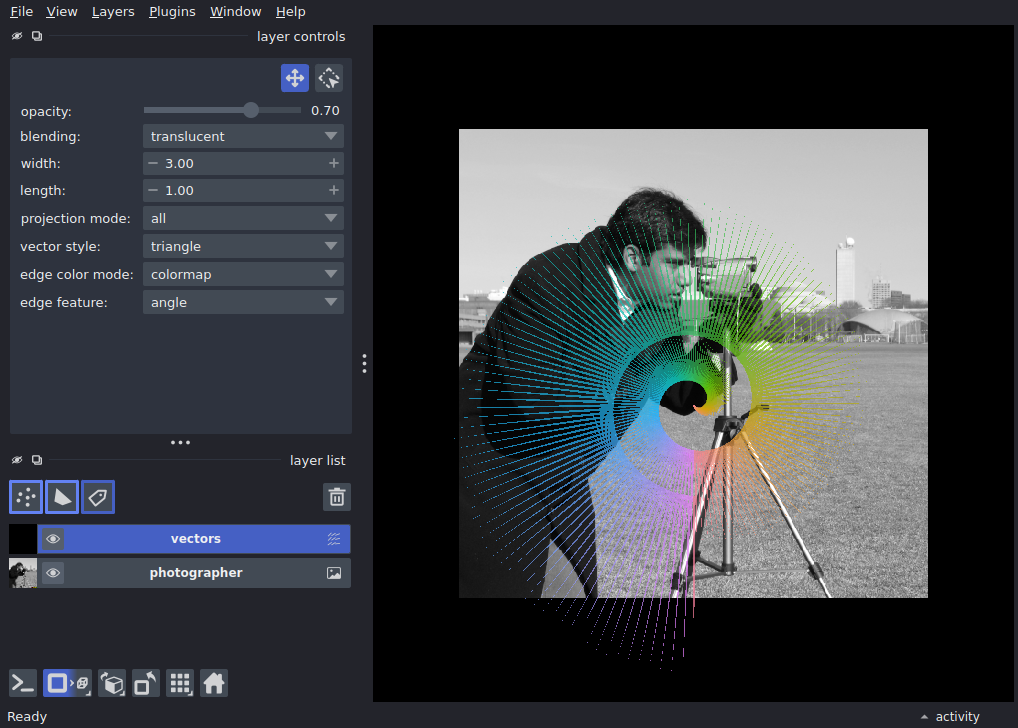 File View Layers Plugins Window Help
layer controls
opacity: 0.70
blending: translucent
width: 3.00
length: 1.00
projection mode: all
vector style: triangle
edge color mode: colormap
edge feature: angle
layer list
vectors
photographer
Ready
activity